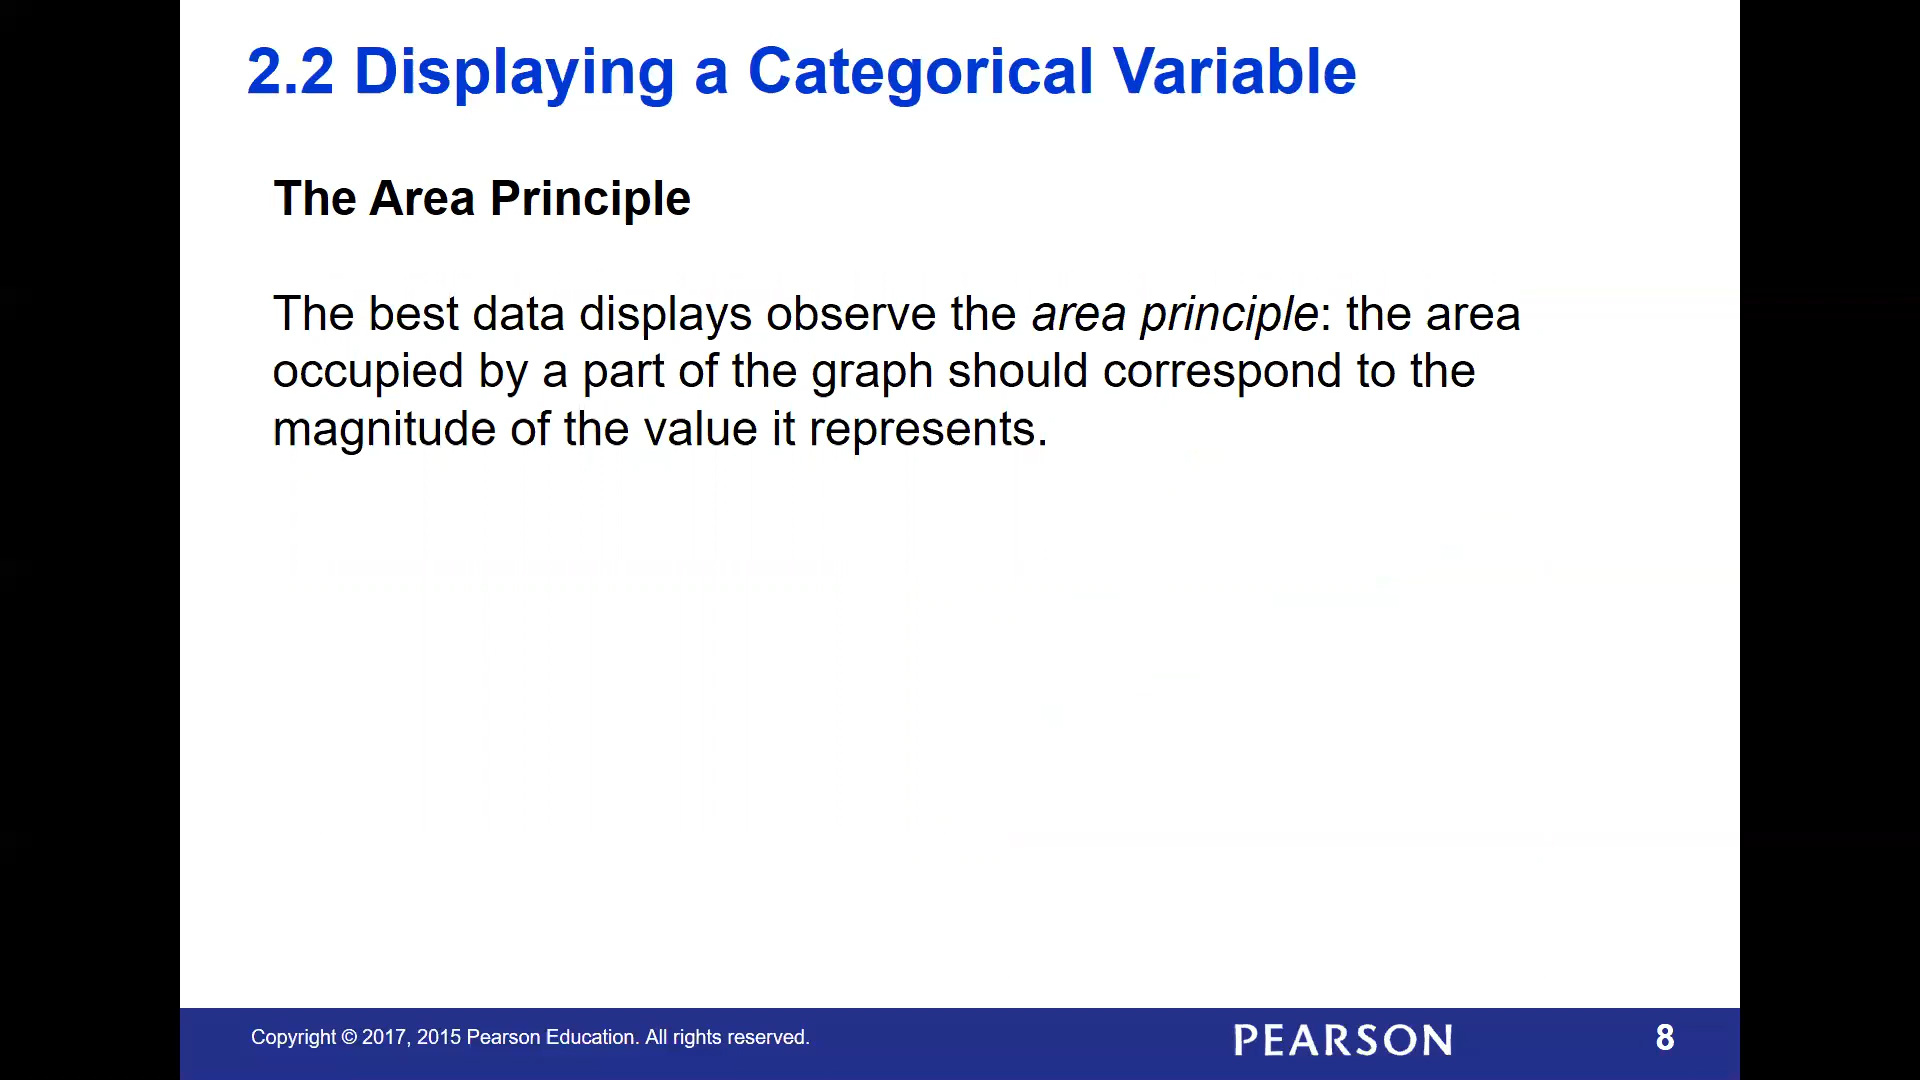 2.2 Displaying a Categorical Variable
The Area Principle
The best data displays observe the area principle: the area
occupied by a part of the graph should correspond to the
magnitude of the value it represents.
Copyright © 2017, 2015 Pearson Education. All rights reserved.
PEARSON
8